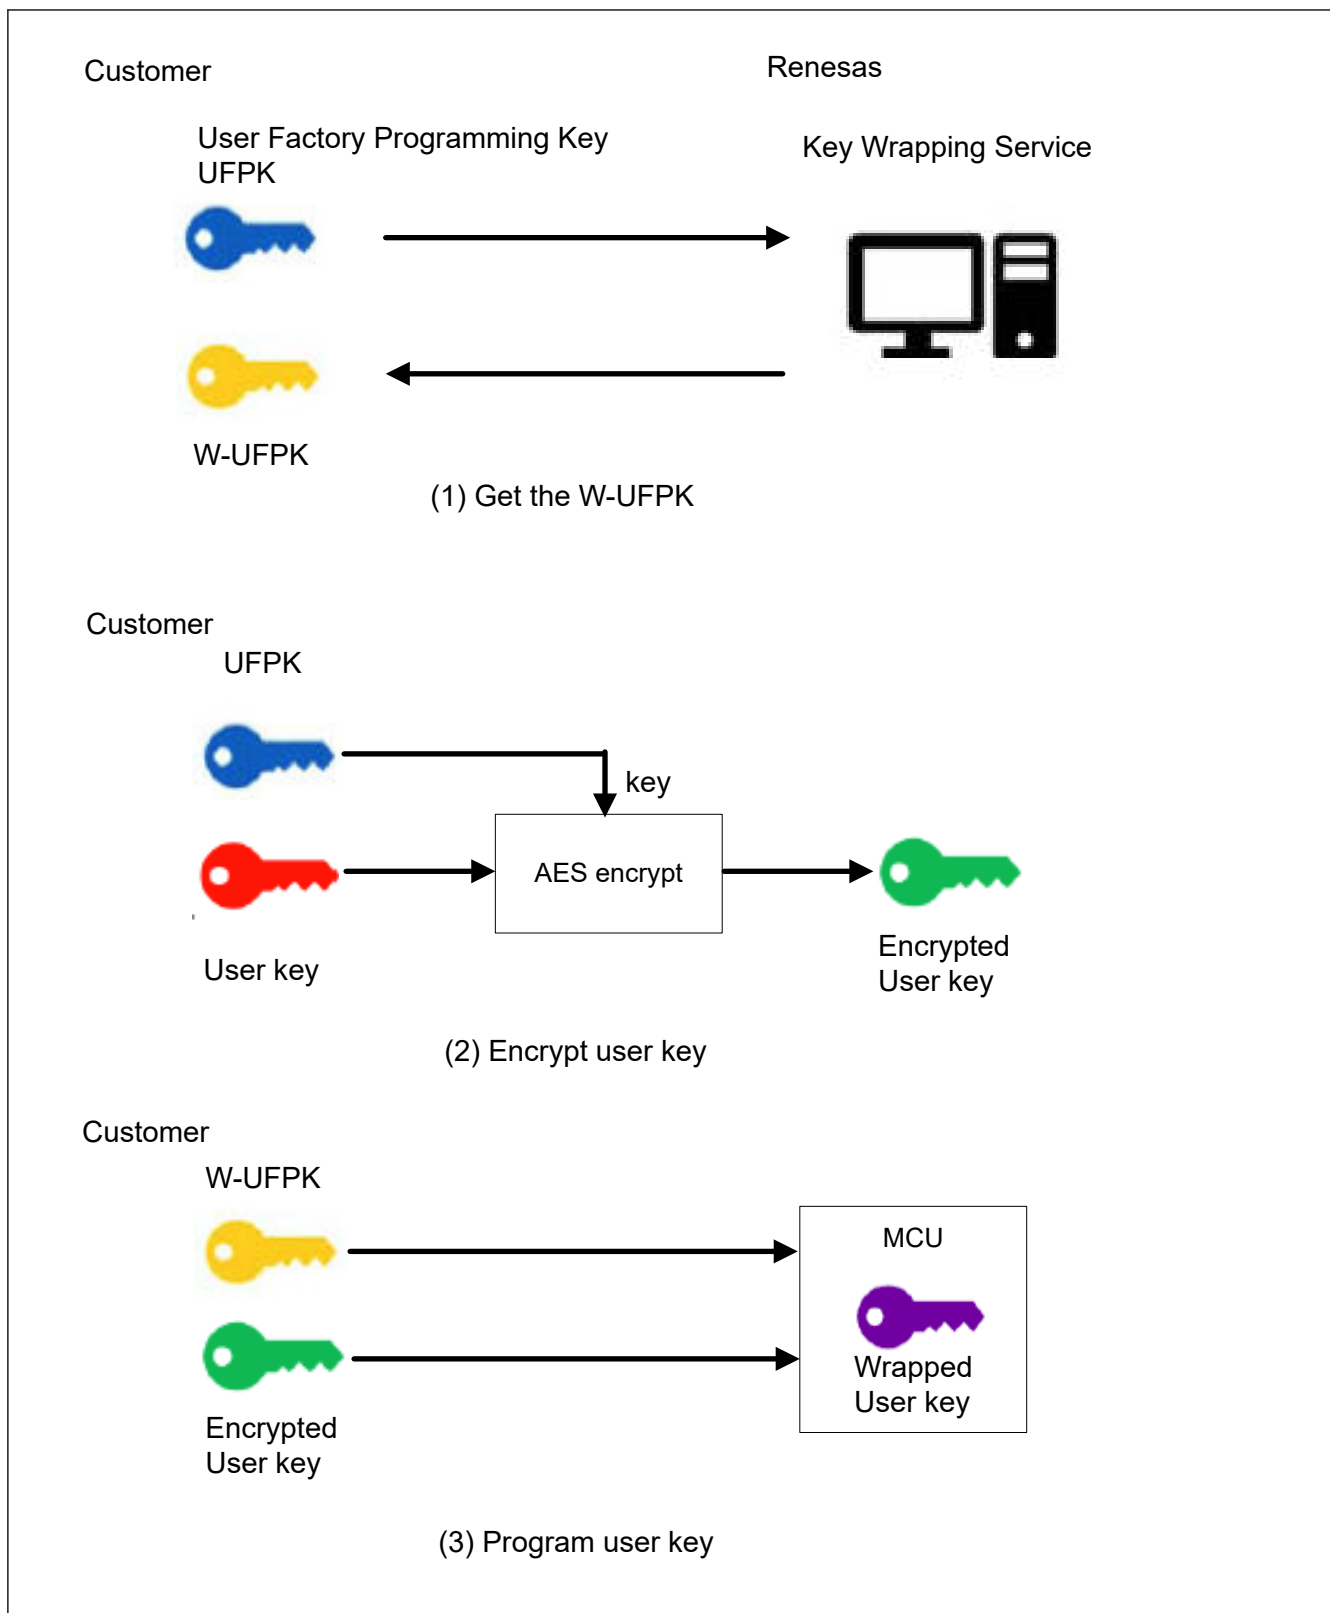 Customer
Renesas
User Factory Programming Key
UFPK
Key Wrapping Service
W-UFPK
(1) Get the W-UFPK
Customer
UFPK
key
AES encrypt
User key
Encrypted
User key
(2) Encrypt user key
Customer
W-UFPK
MCU
Wrapped
User key
Encrypted
User key
(3) Program user key